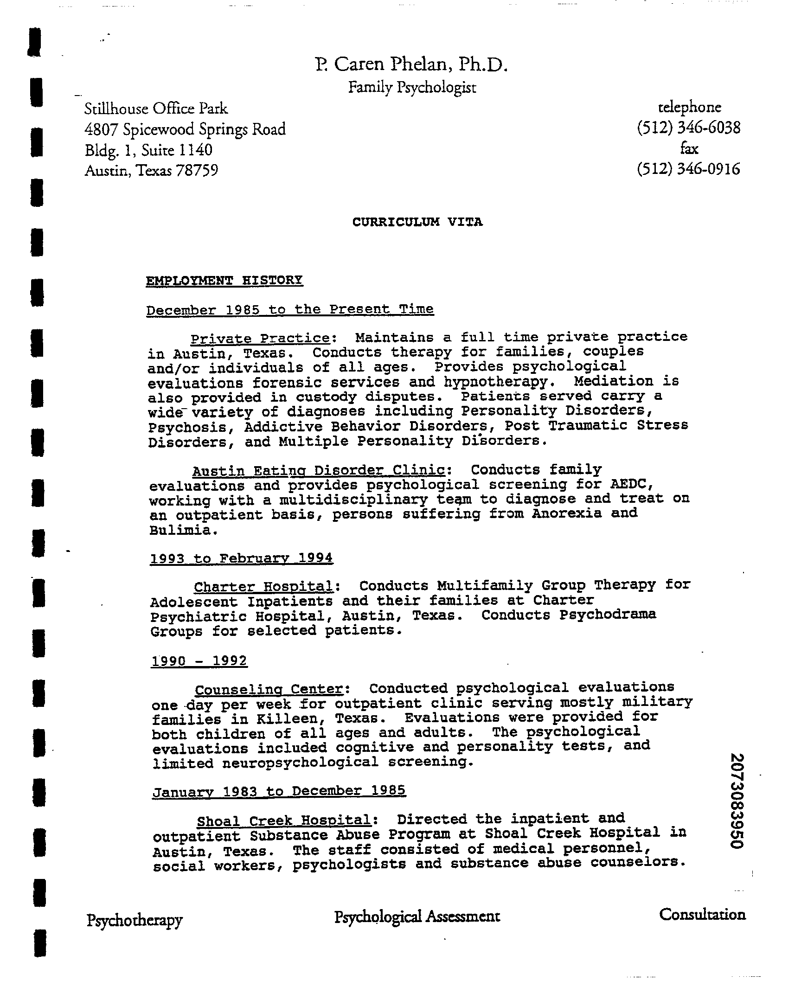 P. Caren Phelan, Ph.D.
Family Psychologist
Stillhouse Office Park
4807 Spicewood Springs Road
Bldg. 1, Suite 1140
Austin, Texas 78759
telephone
(512) 346-6038
fax
(512) 346-0916
CURRICULUM VITA
EMPLOYMENT HISTORY
December 1985 to the Present Time
Private Practice: Maintains a full time private practice
in Austin, Texas. Conducts therapy for families, couples
and/or individuals of all ages. Provides psychological
evaluations forensic services and hypnotherapy. Mediation is
also provided in custody disputes. Patients served carry a
wide variety of diagnoses including Personality Disorders,
Psychosis, Addictive Behavior Disorders, Post Traumatic Stress
Disorders, and Multiple Personality Disorders.
Austin Eating Disorder Clinic: Conducts family
evaluations and provides psychological screening for AEDC,
working with a multidisciplinary team to diagnose and treat on
an outpatient basis, persons suffering from Anorexia and
Bulimia.
1993 to February 1994
Charter Hospital: Conducts Multifamily Group Therapy for
Adolescent Inpatients and their families at Charter
Psychiatric Hospital, Austin, Texas. Conducts Psychodrama
Groups for selected patients.
1990 - 1992
Counseling Center: Conducted psychological evaluations
one day per week for outpatient clinic serving mostly military
families in Killeen, Texas. Evaluations were provided for
both children of all ages and adults. The psychological
evaluations included cognitive and personality tests, and
limited neuropsychological screening.
January 1983 to December 1985
Shoal Creek Hospital: Directed the inpatient and
outpatient Substance Abuse Program at Shoal Creek Hospital in
Austin, Texas. The staff consisted of medical personnel,
social workers, psychologists and substance abuse counselors.
2073083950
Psychotherapy
Psychological Assessment
Consultation